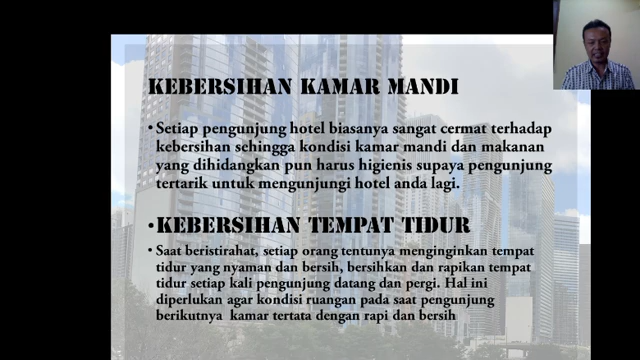 KEBERSIHAN KAMAR MANDI
• Setiap pengunjung hotel biasanya sangat cermat terhadap
kebersihan sehingga kondisi kamar mandi dan makanan
yang dihidangkan pun harus higienis supaya pengunjung
tertarik untuk mengunjungi hotel anda lagi.
• KEBERSIHAN TEMPAT TIDUR
• Saat beristirahat, setiap orang tentunya menginginkan tempat
tidur yang nyaman dan bersih, bersihkan dan rapikan tempat
tidur setiap kali pengunjung datang dan pergi. Hal ini
diperlukan agar kondisi ruangan pada saat pengunjung
berikutnya kamar tertata dengan rapi dan bersih